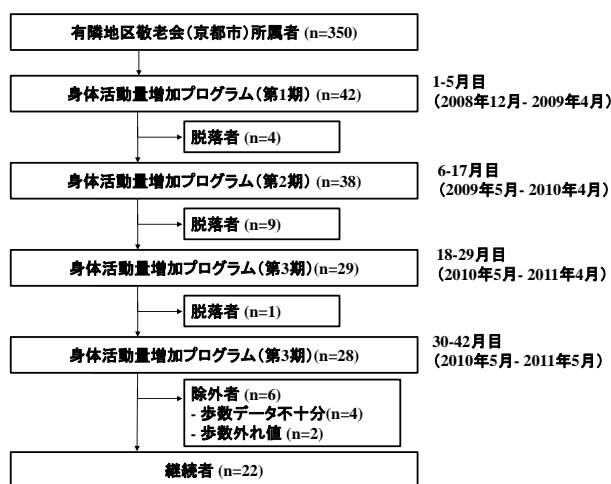 有隣地区敬老会(京都市)所属者 (n=350)
身体活動量増加プログラム(第1期) (n=42)
1-5月目
(2008年12月- 2009年4月)
脱落者 (n=4)
身体活動量増加プログラム(第2期) (n=38)
6-17月目
(2009年5月- 2010年4月)
脱落者 (n=9)
身体活動量増加プログラム(第3期) (n=29)
18-29月目
(2010年5月- 2011年4月)
脱落者 (n=1)
身体活動量増加プログラム(第3期) (n=28)
30-42月目
(2010年5月- 2011年5月)
除外者 (n=6)
- 歩数データ不十分(n=4)
- 歩数外れ値 (n=2)
継続者 (n=22)